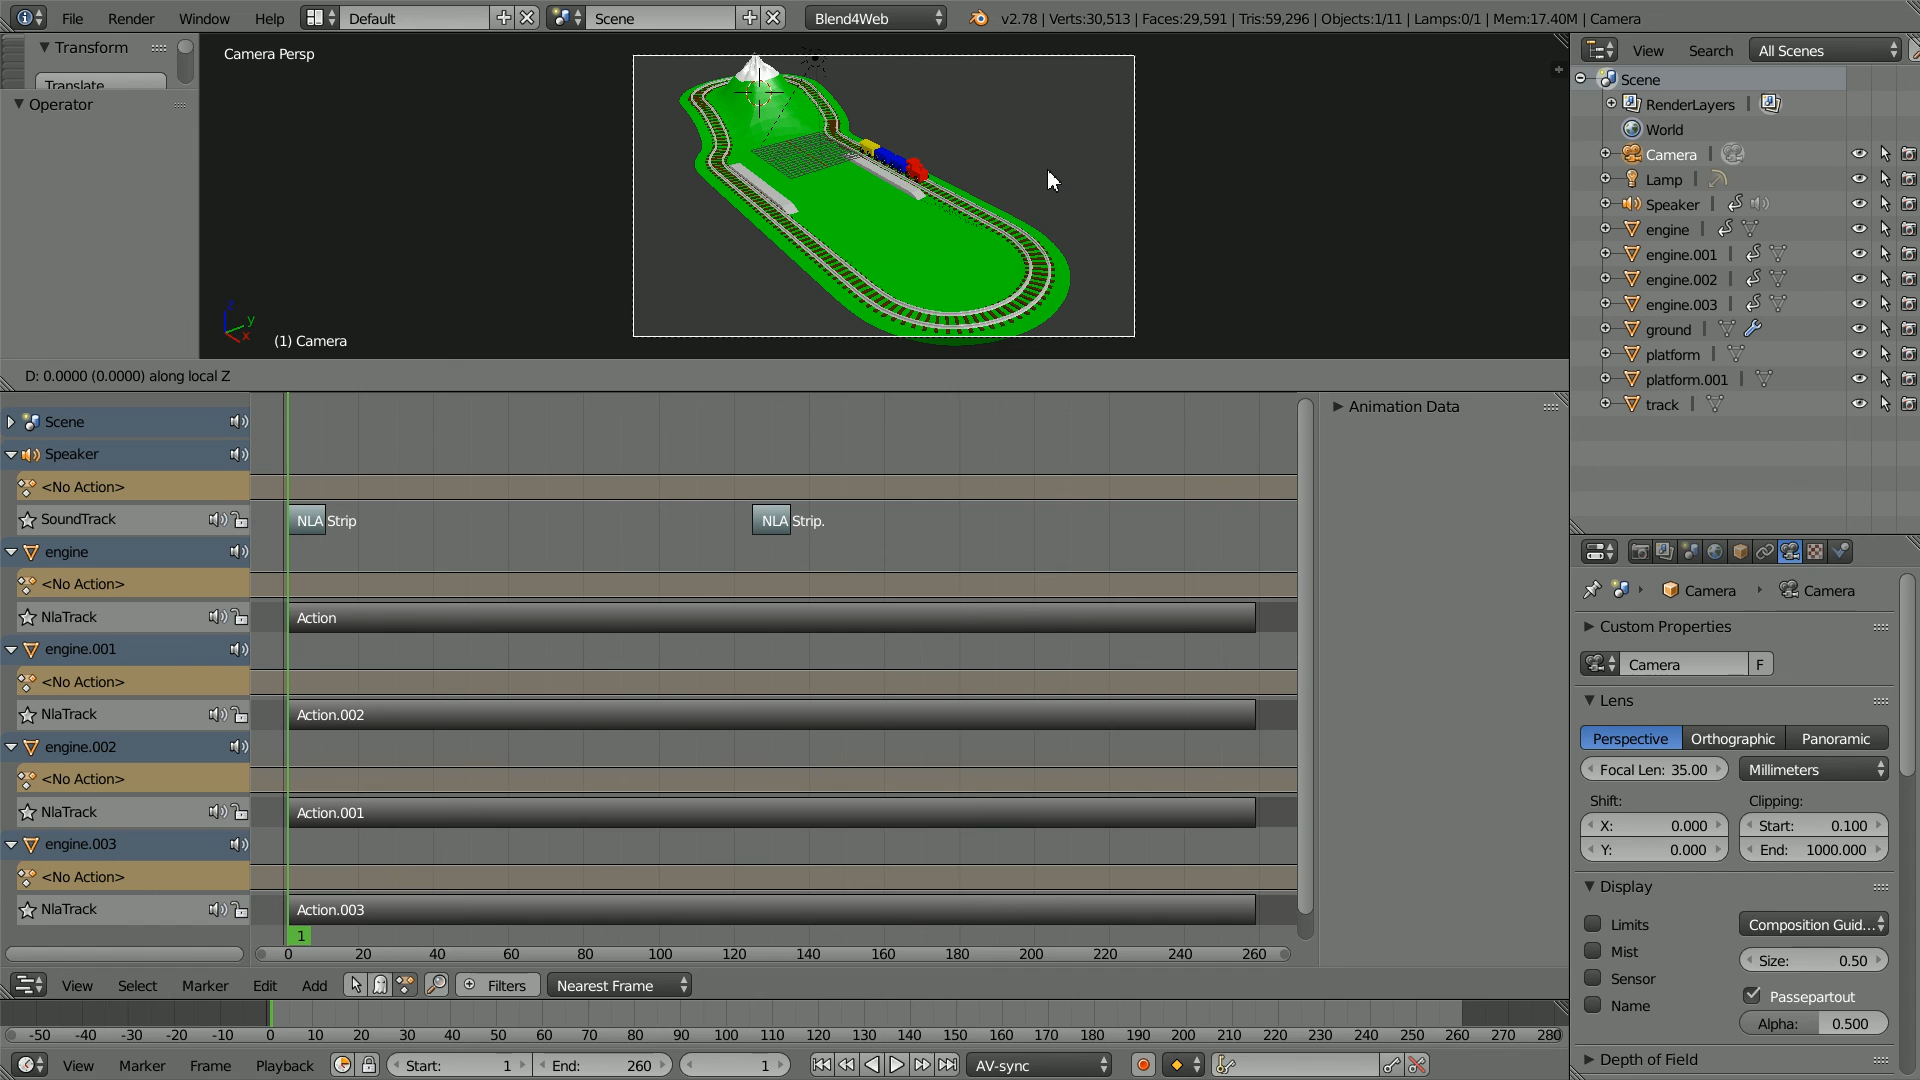 File Render Window Help Default Scene Blend4Web v2.78 | Verts:30,513 | Faces:29,591 | Tris:59,296 | Objects:1/11 | Lamps:0/1 | Mem:17.40M | Camera
Transform
Translate
Operator
Camera Persp
z
y
x
(1) Camera
D: 0.0000 (0.0000) along local Z
View Search All Scenes
Scene
RenderLayers
World
Camera
Lamp
Speaker
engine
engine.001
engine.002
engine.003
ground
platform
platform.001
track
Scene
Speaker
<No Action>
SoundTrack
NLA Strip
NLA Strip.
engine
<No Action>
NlaTrack
Action
engine.001
<No Action>
NlaTrack
Action.002
engine.002
<No Action>
NlaTrack
Action.001
engine.003
<No Action>
NlaTrack
Action.003
1
0 20 40 60 80 100 120 140 160 180 200 220 240 260
Animation Data
View Select Marker Edit Add Filters Nearest Frame
-50 -40 -30 -20 -10 0 10 20 30 40 50 60 70 80 90 100 110 120 130 140 150 160 170 180 190 200 210 220 230 240 250 260 270 280
View Marker Frame Playback Start: 1 End: 260 1 AV-sync
Camera Camera
Custom Properties
Camera F
Lens
Perspective Orthographic Panoramic
Focal Len: 35.00 Millimeters
Shift: Clipping:
X: 0.000 Start: 0.100
Y: 0.000 End: 1000.000
Display
Limits Composition Guid...
Mist Size: 0.50
Sensor Passepartout
Name Alpha: 0.500
Depth of Field